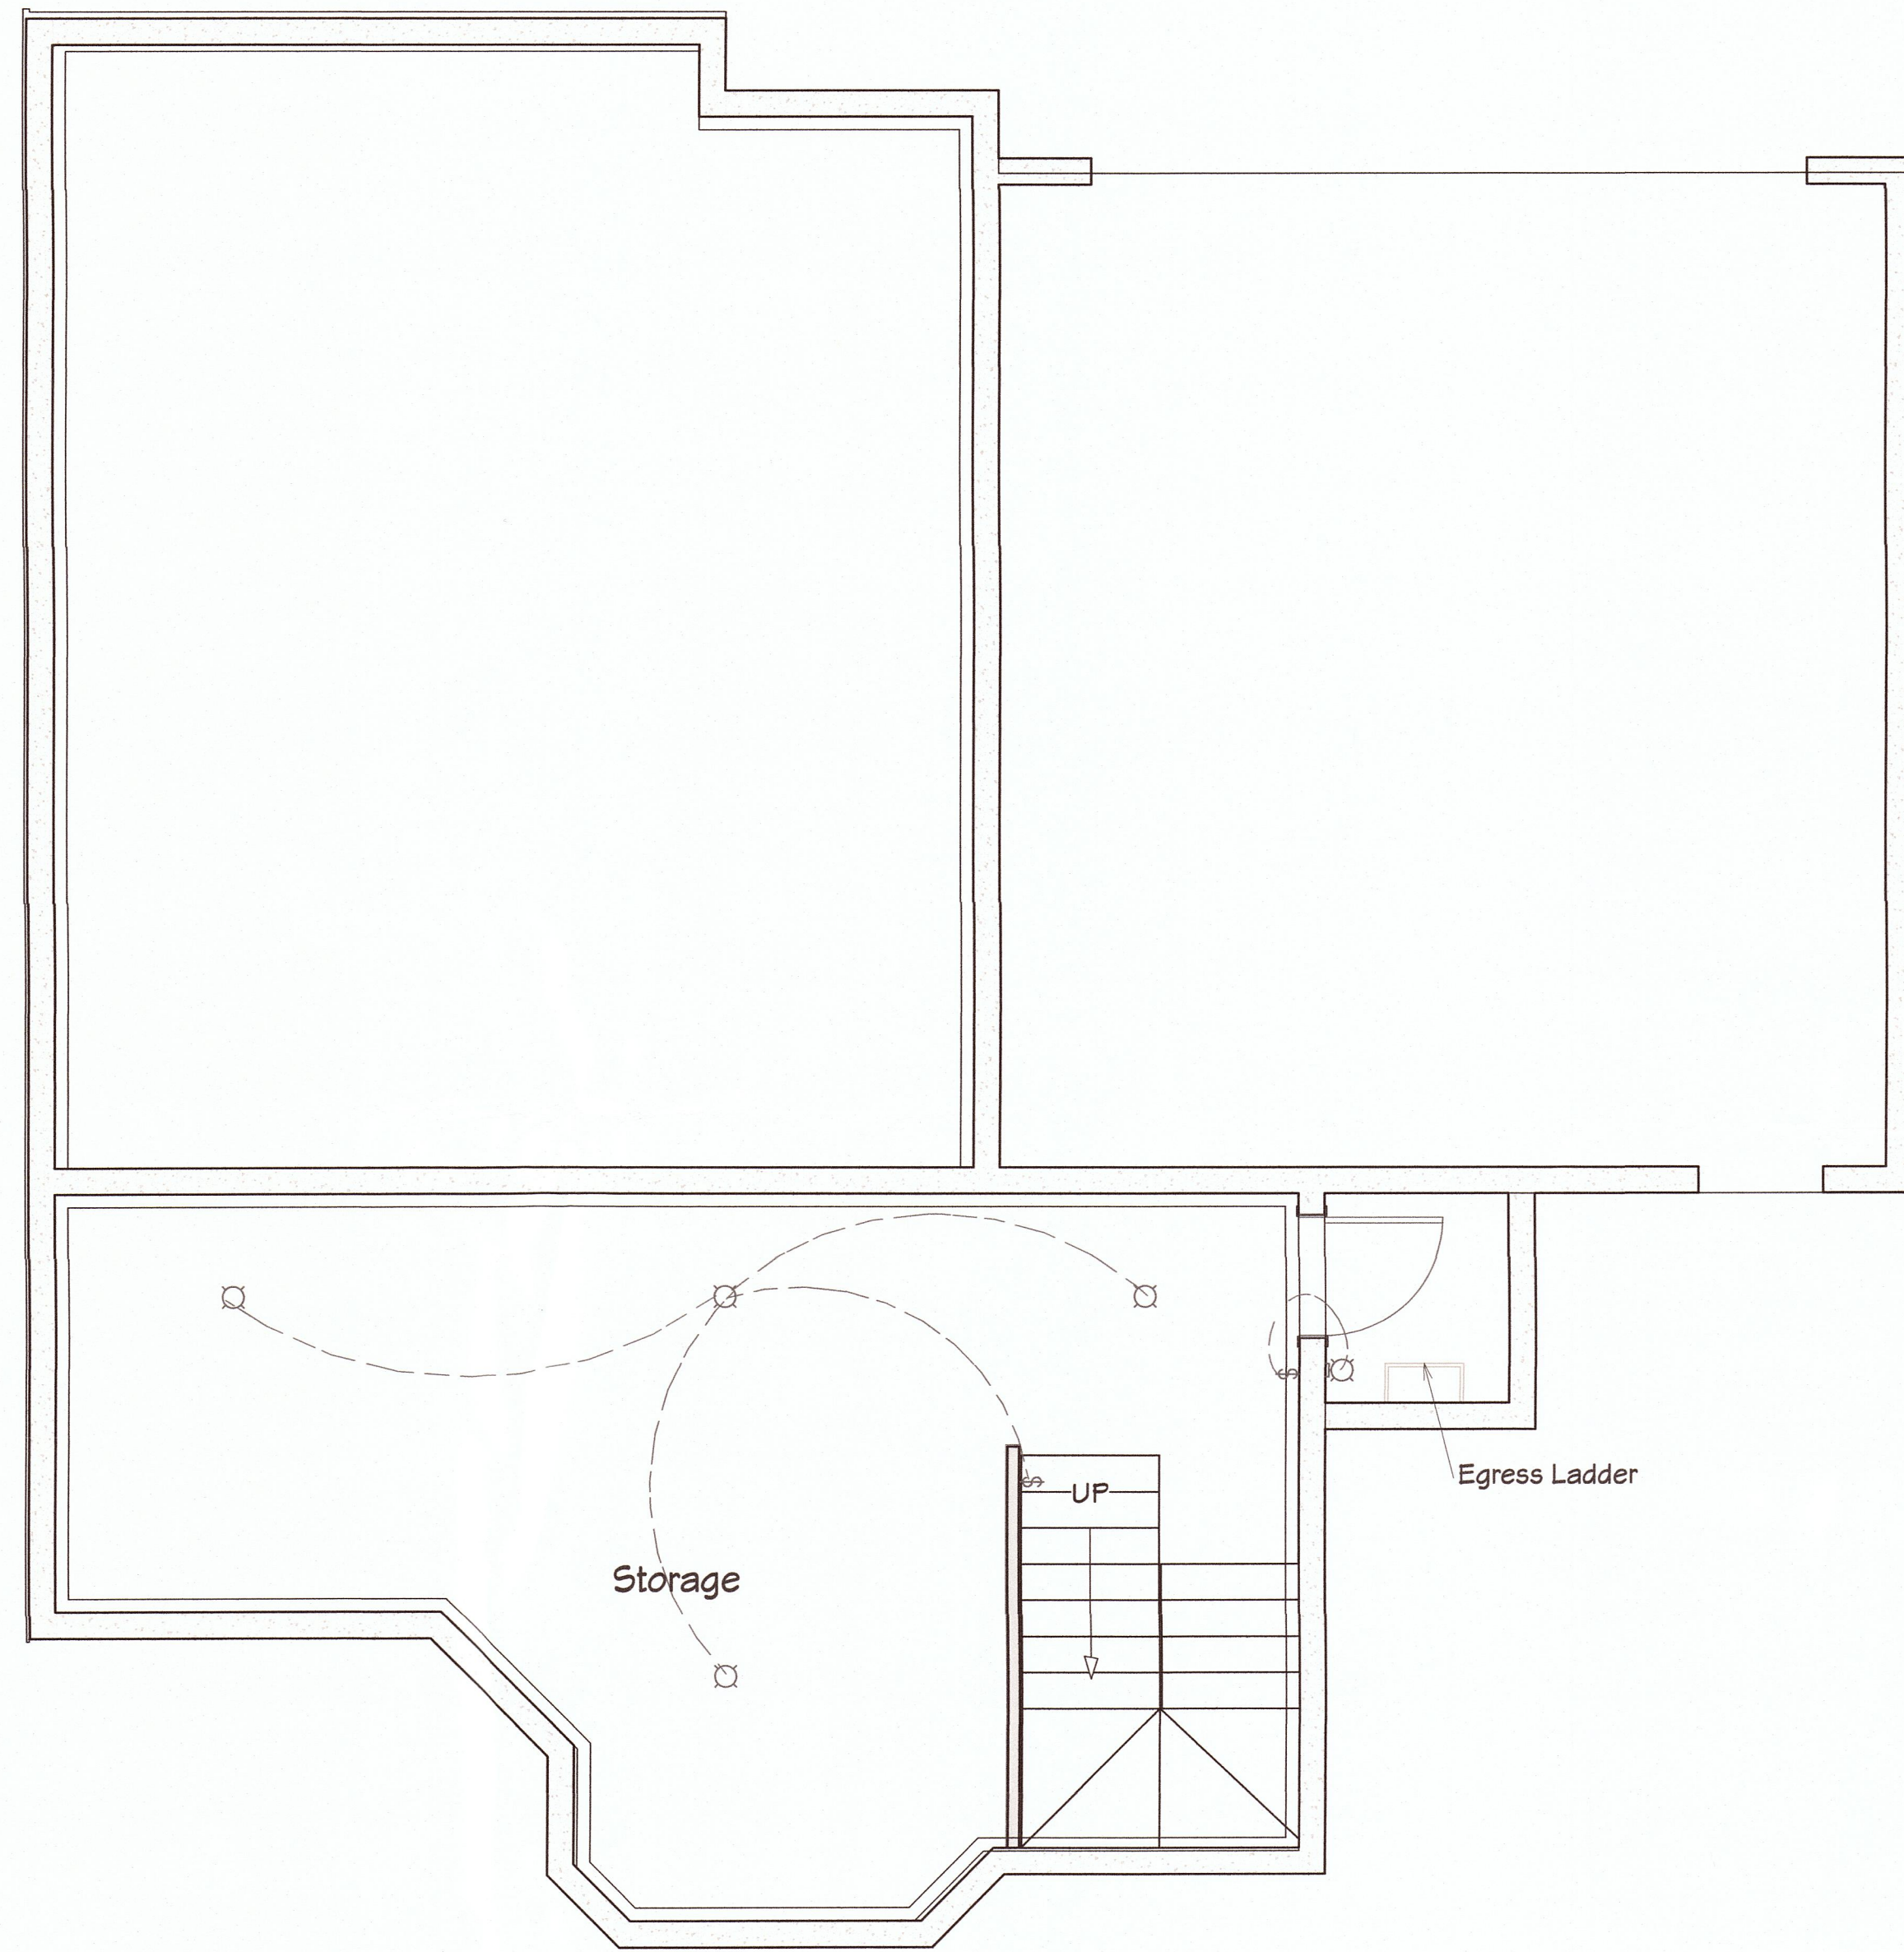 UP
Egress Ladder
Storage
$
$